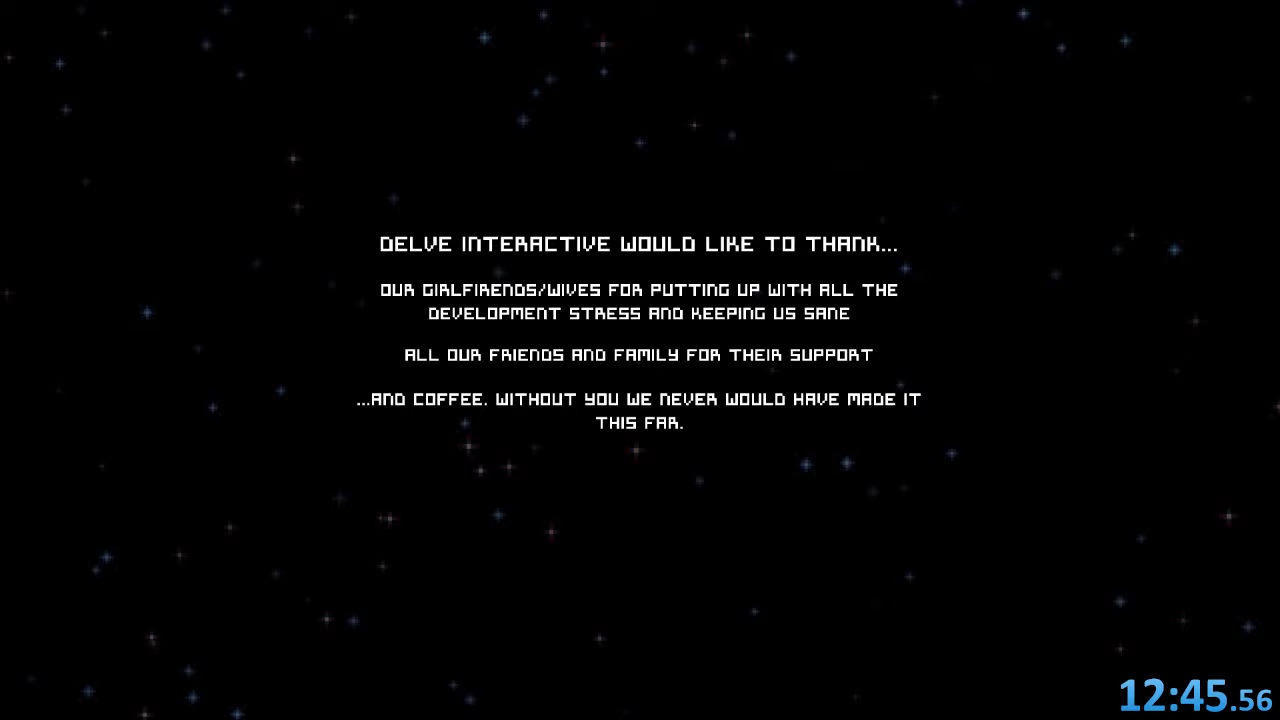 DELVE INTERACTIVE WOULD LIKE TO THANK...
OUR GIRLFIRENDS/WIVES FOR PUTTING UP WITH ALL THE
DEVELOPMENT STRESS AND KEEPING US SANE
ALL OUR FRIENDS AND FAMILY FOR THEIR SUPPORT
...AND COFFEE. WITHOUT YOU WE NEVER WOULD HAVE MADE IT
THIS FAR.
12:45.56